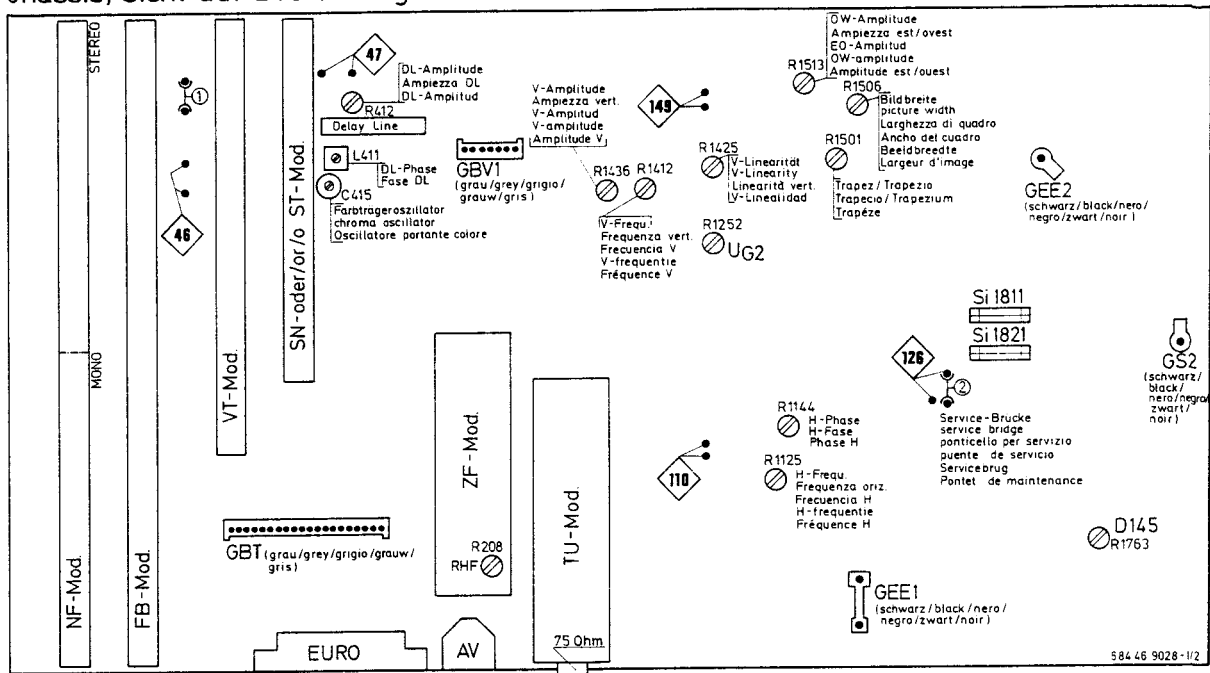 STEREO
MONO
NF-Mod.
FB-Mod.
1
46
VT-Mod.
SN-oder/or/o ST-Mod.
47
DL-Amplitude
Ampiezza DL
DL-Amplitud
R412
Delay Line
L411
DL-Phase
Fase DL
C415
Farbträgeroszillator
chroma oscillator
Oscillatore portante colore
GBV1
(grau/grey/grigio/
grauw/gris)
V-Amplitude
Ampiezza vert.
V-Amplitud
V-amplitude
Amplitude V
R1436
R1412
V-Frequ.
Frequenza vert.
Frecuencia V
V-frequentie
Fréquence V
149
R1425
V-Linearität
V-Linearity
Linearitá vert.
V-Linealidad
R1252
UG2
OW-Amplitude
Ampiezza est/ovest
EO-Amplitud
OW-amplitude
Amplitude est/ouest
R1513
R1506
Bildbreite
picture width
Larghezza di quadro
Ancho del cuadro
Beeldbreedte
Largeur d'image
R1501
Trapez/Trapezio
Trapecio/Trapezium
Trapéze
GEE2
(schwarz/black/nero/
negro/zwart/noir)
Si 1811
Si 1821
GS2
(schwarz/
black/
nero/negro/
zwart/
noir)
126
2
Service-Brucke
service bridge
ponticello per servizio
puente de servicio
Servicebrug
Pontet de maintenance
R1144
H-Phase
H-Fase
Phase H
R1125
H-Frequ.
Frequenza oriz.
Frecuencia H
H-frequentie
Fréquence H
110
ZF-Mod.
R208
RHF
TU-Mod.
GBT (grau/grey/grigio/grauw/
gris)
EURO
AV
75 Ohm
GEE1
(schwarz/black/nero/
negro/zwart/noir)
D145
R1763
584 46 9028-1/2